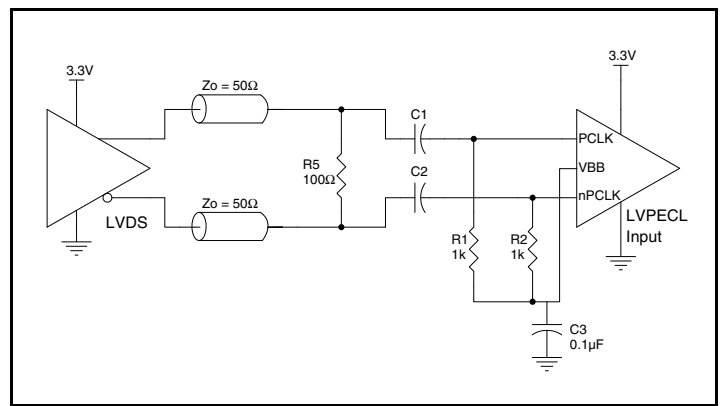 3.3V
3.3V
Zo = 50Ω
C1
PCLK
R5
100Ω
C2
VBB
Zo = 50Ω
nPCLK
LVDS
LVPECL
Input
R1
1k
R2
1k
C3
0.1µF